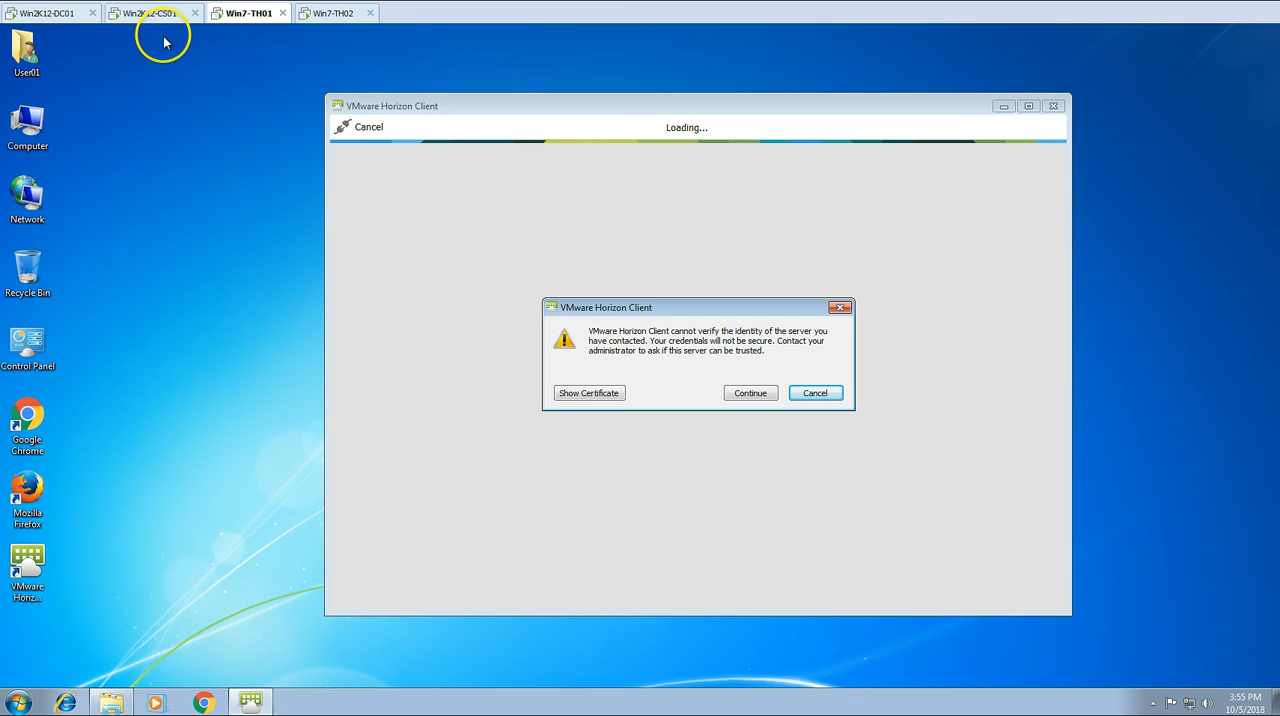 Win2K12-DC01
Win2K12-CS01
Win7-TH01
Win7-TH02
User01
Computer
Network
Recycle Bin
Control Panel
Google
Chrome
Mozilla
Firefox
VMware
Horiz...
VMware Horizon Client
Cancel
Loading...
VMware Horizon Client
VMware Horizon Client cannot verify the identity of the server you
have contacted. Your credentials will not be secure. Contact your
administrator to ask if this server can be trusted.
Show Certificate
Continue
Cancel
3:55 PM
10/5/2018